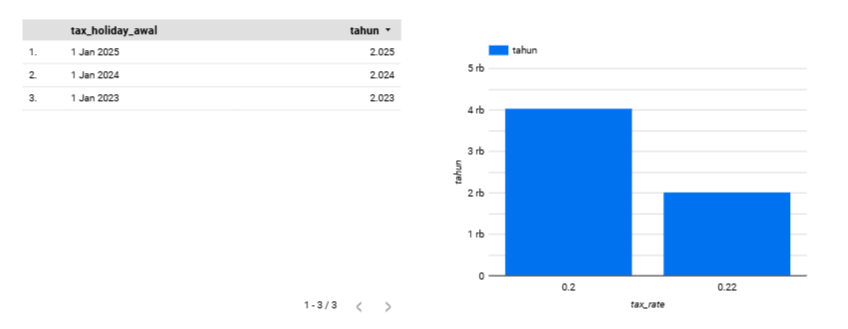 tax_holiday_awal tahun
1. 1 Jan 2025 2.025
2. 1 Jan 2024 2.024
3. 1 Jan 2023 2.023
1 - 3 / 3
tahun
5 rb
4 rb
3 rb
2 rb
1 rb
0
tahun
0.2 0.22
tax_rate